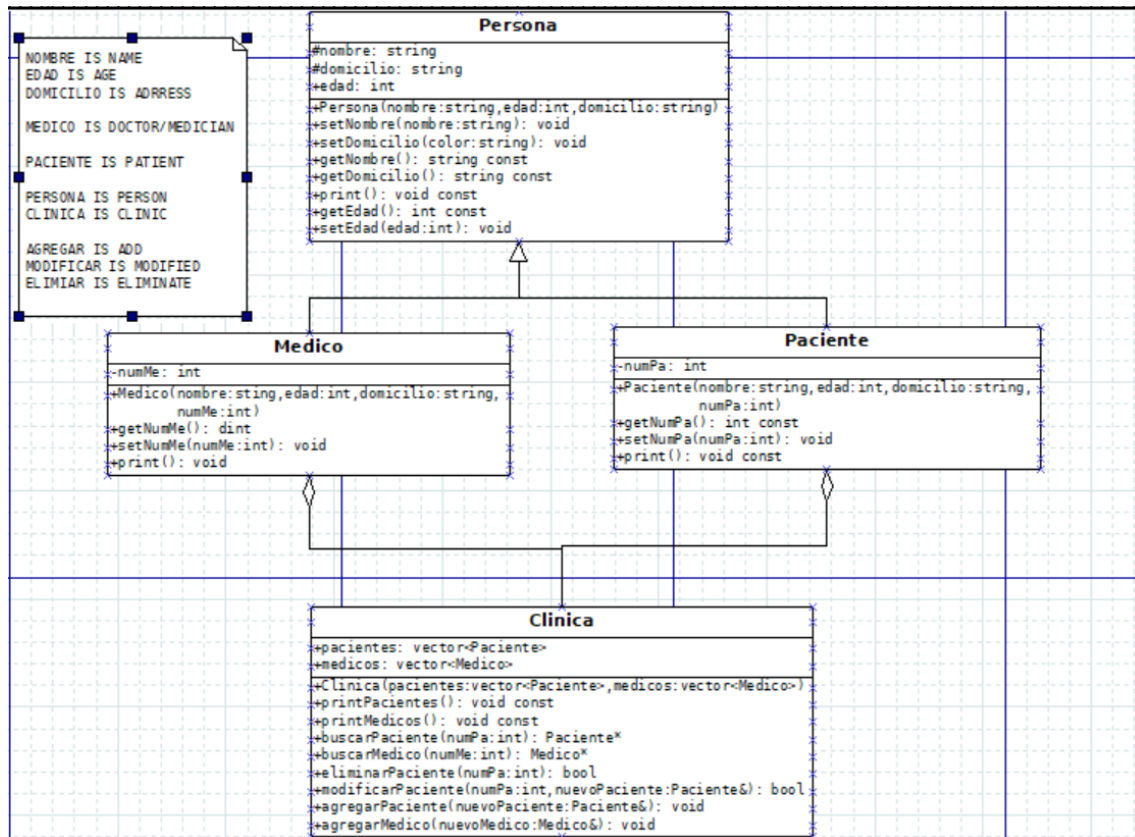 NOMBRE IS NAME
EDAD IS AGE
DOMICILIO IS ADRRESS
MEDICO IS DOCTOR/MEDICIAN
PACIENTE IS PATIENT
PERSONA IS PERSON
CLINICA IS CLINIC
AGREGAR IS ADD
MODIFICAR IS MODIFIED
ELIMIAR IS ELIMINATE
Persona
#nombre: string
#domicilio: string
+edad: int
+Persona(nombre:string,edad:int,domicilio:string)
+setNombre(nombre:string): void
+setDomicilio(color:string): void
+getNombre(): string const
+getDomicilio(): string const
+print(): void const
+getEdad(): int const
+setEdad(edad:int): void
Medico
-numMe: int
+Medico(nombre:sting,edad:int,domicilio:string,
numMe:int)
+getNumMe(): dint
+setNumMe(numMe:int): void
+print(): void
Paciente
-numPa: int
+Paciente(nombre:sting,edad:int,domicilio:string,
numPa:int)
+getNumPa(): int const
+setNumPa(numPa:int): void
+print(): void const
Clinica
+pacientes: vector<Paciente>
+medicos: vector<Medico>
+Clinica(pacientes:vector<Paciente>,medicos:vector<Medico>)
+printPacientes(): void const
+printMedicos(): void const
+buscarPaciente(numPa:int): Paciente*
+buscarMedico(numMe:int): Medico*
+eliminarPaciente(numPa:int): bool
+modificarPaciente(numPa:int,nuevoPaciente:Paciente&): bool
+agregarPaciente(nuevoPaciente:Paciente&): void
+agregarMedico(nuevoMedico:Medico&): void